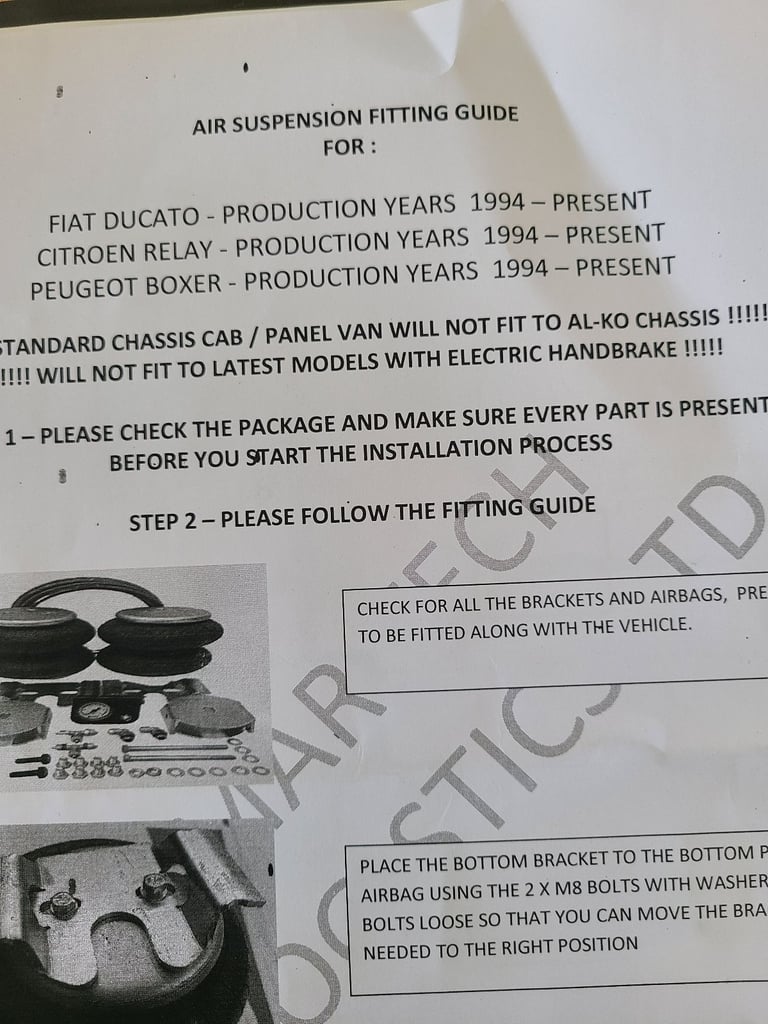 AIR SUSPENSION FITTING GUIDE
FOR :
FIAT DUCATO - PRODUCTION YEARS 1994 – PRESENT
CITROEN RELAY - PRODUCTION YEARS 1994 – PRESENT
PEUGEOT BOXER - PRODUCTION YEARS 1994 – PRESENT
STANDARD CHASSIS CAB / PANEL VAN WILL NOT FIT TO AL-KO CHASSIS !!!!!
!!!! WILL NOT FIT TO LATEST MODELS WITH ELECTRIC HANDBRAKE !!!!!
1 – PLEASE CHECK THE PACKAGE AND MAKE SURE EVERY PART IS PRESENT
BEFORE YOU START THE INSTALLATION PROCESS
STEP 2 – PLEASE FOLLOW THE FITTING GUIDE
CHECK FOR ALL THE BRACKETS AND AIRBAGS,
TO BE FITTED ALONG WITH THE VEHICLE.
PLACE THE BOTTOM BRACKET TO THE BOTTOM
AIRBAG USING THE 2 X M8 BOLTS WITH WASHER
BOLTS LOOSE SO THAT YOU CAN MOVE THE
NEEDED TO THE RIGHT POSITION
TECH
LTD